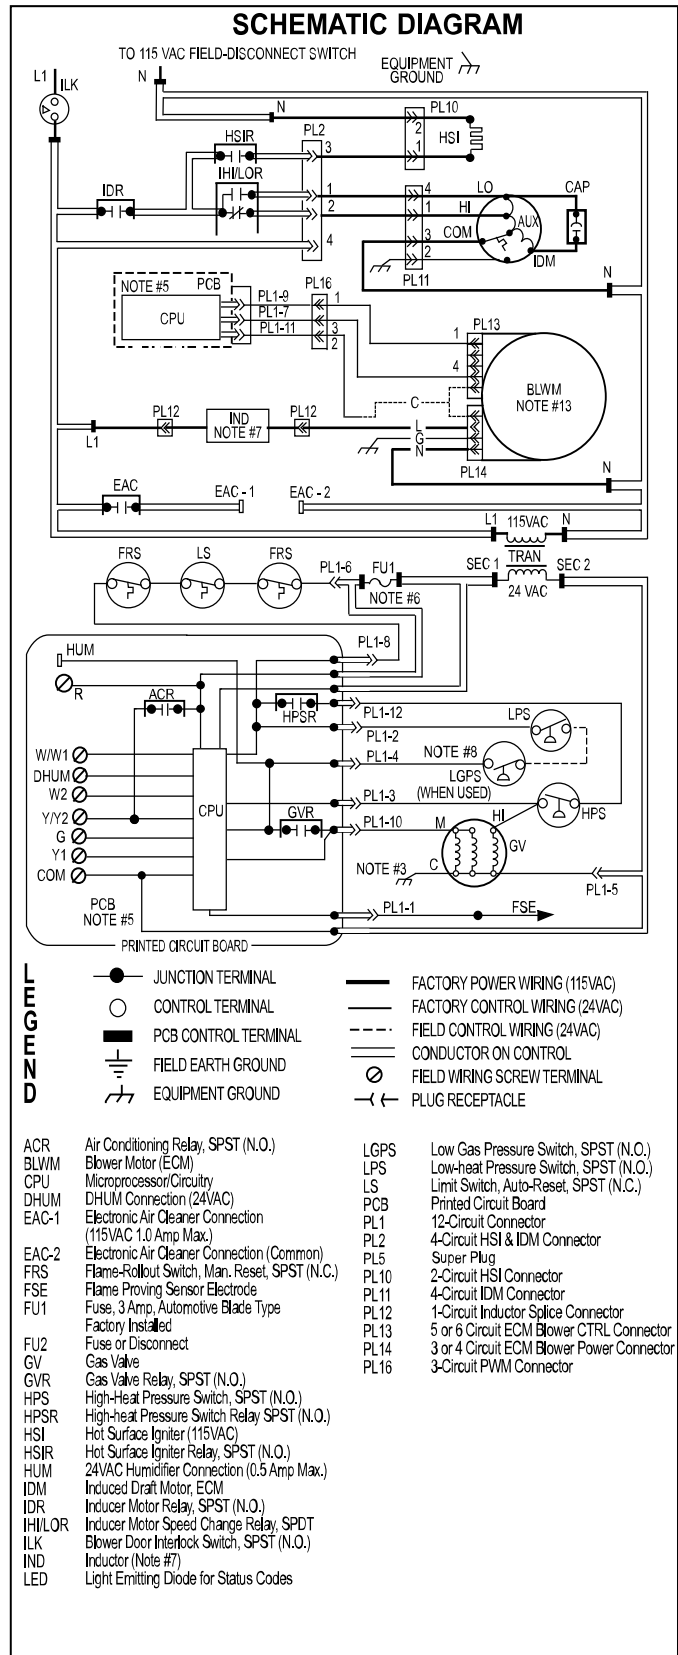 SCHEMATIC DIAGRAM
TO 115 VAC FIELD-DISCONNECT SWITCH
EQUIPMENT
GROUND
L1
ILK
N
N
PL10
2
1
HSI
HSIR
PL2
3
IHI/LOR
IDR
1
2
4
4
1
3
2
PL11
LO
HI
COM
AUX
IDM
CAP
N
NOTE #5
PCB
CPU
PL1-9
PL1-7
PL1-11
PL16
1
3
2
1
4
PL13
BLWM
NOTE #13
C
L
G
N
PL14
N
L1
PL12
IND
NOTE #7
PL12
EAC
EAC - 1
EAC - 2
L1
115VAC
N
TRAN
SEC 1
24 VAC
SEC 2
FRS
LS
FRS
PL1-6
FU1
NOTE #6
HUM
R
ACR
HPSR
PL1-8
PL1-12
PL1-2
PL1-4
LPS
NOTE #8
LGPS
(WHEN USED)
W/W1
DHUM
W2
Y/Y2
G
Y1
COM
CPU
GVR
PL1-3
PL1-10
M
HI
HPS
GV
NOTE #3
C
PL1-5
PL1-1
FSE
PCB
NOTE #5
PRINTED CIRCUIT BOARD
LEGEND
JUNCTION TERMINAL
CONTROL TERMINAL
PCB CONTROL TERMINAL
FIELD EARTH GROUND
EQUIPMENT GROUND
FACTORY POWER WIRING (115VAC)
FACTORY CONTROL WIRING (24VAC)
FIELD CONTROL WIRING (24VAC)
CONDUCTOR ON CONTROL
FIELD WIRING SCREW TERMINAL
PLUG RECEPTACLE
ACR Air Conditioning Relay, SPST (N.O.)
BLWM Blower Motor (ECM)
CPU Microprocessor/Circuitry
DHUM DHUM Connection (24VAC)
EAC-1 Electronic Air Cleaner Connection
(115VAC 1.0 Amp Max.)
EAC-2 Electronic Air Cleaner Connection (Common)
FRS Flame-Rollout Switch, Man. Reset, SPST (N.C.)
FSE Flame Proving Sensor Electrode
FU1 Fuse, 3 Amp, Automotive Blade Type
Factory Installed
FU2 Fuse or Disconnect
GV Gas Valve
GVR Gas Valve Relay, SPST (N.O.)
HPS High-Heat Pressure Switch, SPST (N.O.)
HPSR High-heat Pressure Switch Relay SPST (N.O.)
HSI Hot Surface Igniter (115VAC)
HSIR Hot Surface Igniter Relay, SPST (N.O.)
HUM 24VAC Humidifier Connection (0.5 Amp Max.)
IDM Induced Draft Motor, ECM
IDR Inducer Motor Relay, SPST (N.O.)
IHI/LOR Inducer Motor Speed Change Relay, SPDT
ILK Blower Door Interlock Switch, SPST (N.O.)
IND Inductor (Note #7)
LED Light Emitting Diode for Status Codes
LGPS Low Gas Pressure Switch, SPST (N.O.)
LPS Low-heat Pressure Switch, SPST (N.O.)
LS Limit Switch, Auto-Reset, SPST (N.C.)
PCB Printed Circuit Board
PL1 12-Circuit Connector
PL2 4-Circuit HSI & IDM Connector
PL5 Super Plug
PL10 2-Circuit HSI Connector
PL11 4-Circuit IDM Connector
PL12 1-Circuit Inductor Splice Connector
PL13 5 or 6 Circuit ECM Blower CTRL Connector
PL14 3 or 4 Circuit ECM Blower Power Connector
PL16 3-Circuit PWM Connector